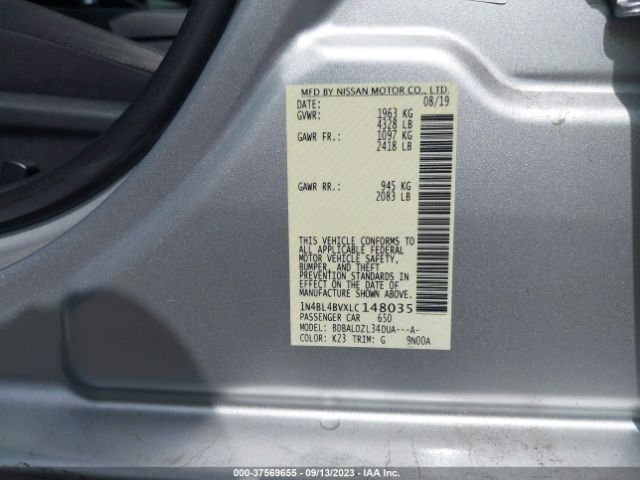 MFD BY NISSAN MOTOR CO., LTD.
DATE: 08/19
GVWR: 1963 KG
4328 LB
GAWR FR.: 1097 KG
2418 LB
GAWR RR.: 945 KG
2083 LB
THIS VEHICLE CONFORMS TO
ALL APPLICABLE FEDERAL
MOTOR VEHICLE SAFETY,
BUMPER, AND THEFT
PREVENTION STANDARDS IN
EFFECT ON THE DATE OF
MANUFACTURE SHOWN ABOVE.
1N4BL4BVXLC148035
PASSENGER CAR 650
MODEL: BDBALDZL34DUA---A-
COLOR: K23 TRIM: G 9N00A
000-37569655 - 09/13/2023 - IAA Inc.